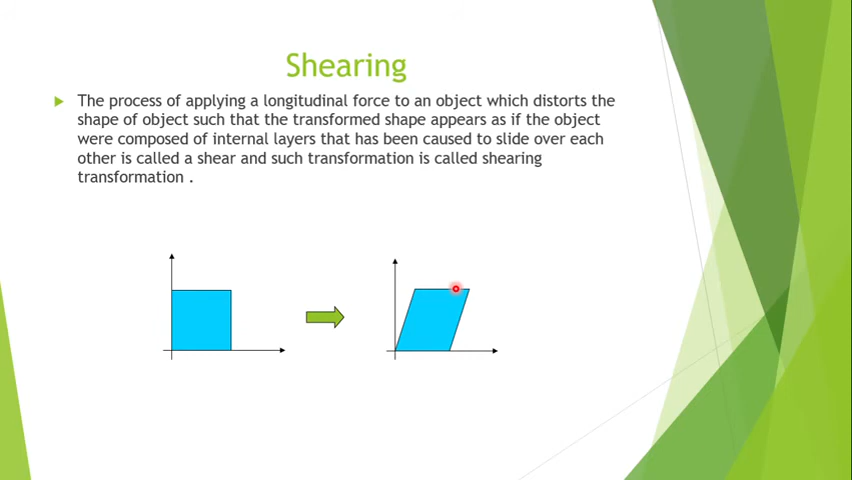 Shearing
The process of applying a longitudinal force to an object which distorts the
shape of object such that the transformed shape appears as if the object
were composed of internal layers that has been caused to slide over each
other is called a shear and such transformation is called shearing
transformation .